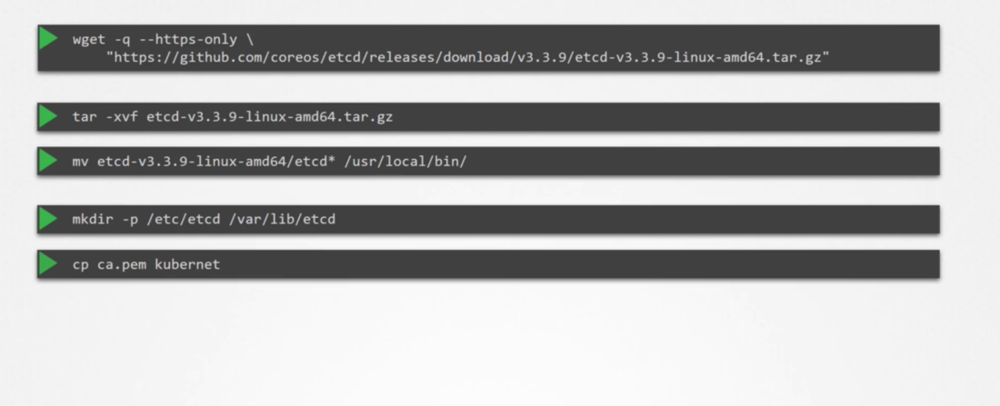 wget -q --https-only \
"https://github.com/coreos/etcd/releases/download/v3.3.9/etcd-v3.3.9-linux-amd64.tar.gz"
tar -xvf etcd-v3.3.9-linux-amd64.tar.gz
mv etcd-v3.3.9-linux-amd64/etcd* /usr/local/bin/
mkdir -p /etc/etcd /var/lib/etcd
cp ca.pem kubernet